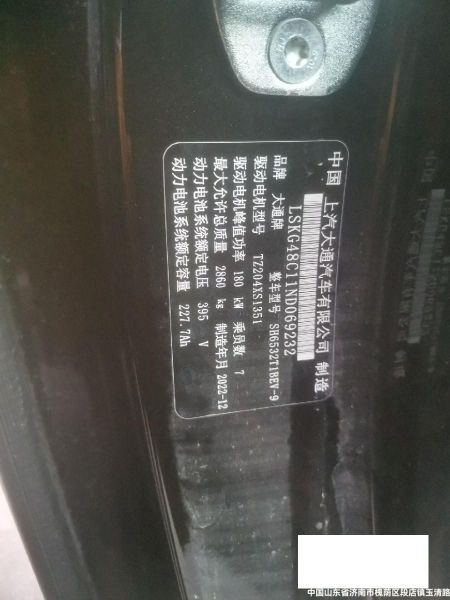 中国 上汽大通汽车有限公司 制造
LSKG48C11ND069232
品牌 大通牌 整车型号 SH6532T1BEV-9
驱动电机型号 TZ204XS1351
驱动电机峰值功率 180 kW 乘员数 7
最大允许总质量 2860 kg 制造年月 2022-12
动力电池系统额定电压 395 V
动力电池系统额定容量 227.7Ah
中国山东省济南市槐荫区段店镇玉清路